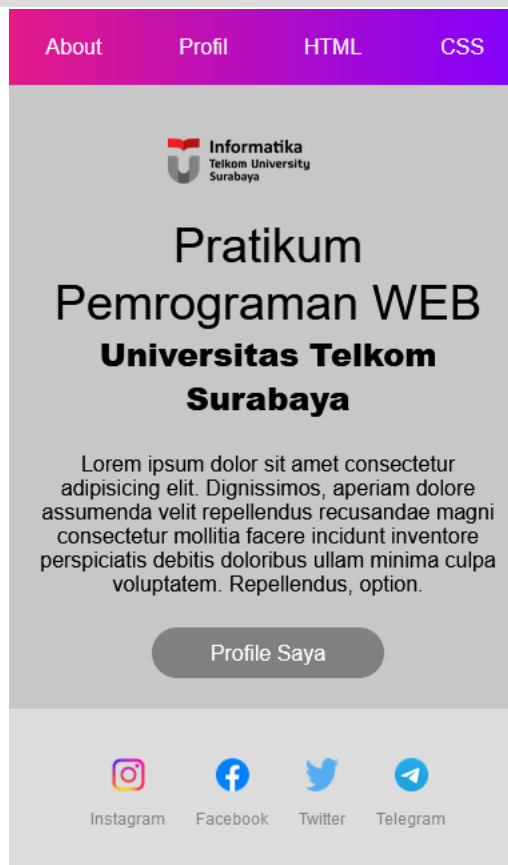 About Profil HTML CSS
Informatika
Telkom University
Surabaya
Pratikum
Pemrograman WEB
Universitas Telkom
Surabaya
Lorem ipsum dolor sit amet consectetur
adipisicing elit. Dignissimos, aperiam dolore
assumenda velit repellendus recusandae magni
consectetur mollitia facere incidunt inventore
perspiciatis debitis doloribus ullam minima culpa
voluptatem. Repellendus, option.
Profile Saya
Instagram Facebook Twitter Telegram